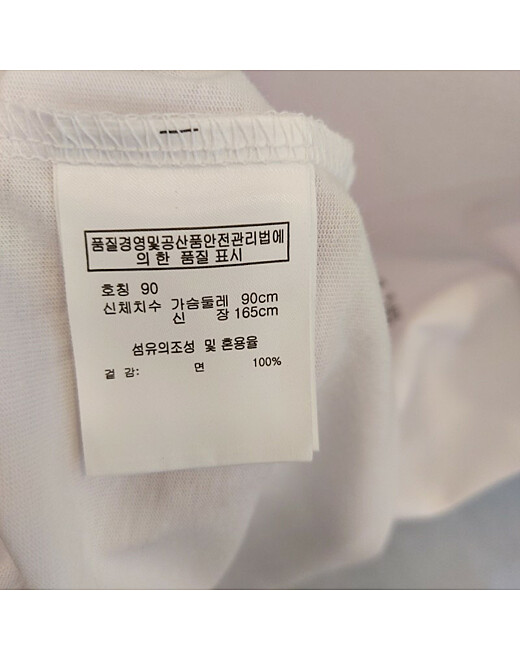 품질경영및공산품안전관리법에
의 한 품질 표시
호칭 90
신체치수 가슴둘레 90cm
신 장 165cm
섬유의조성 및 혼용율
겉 감: 면 100%